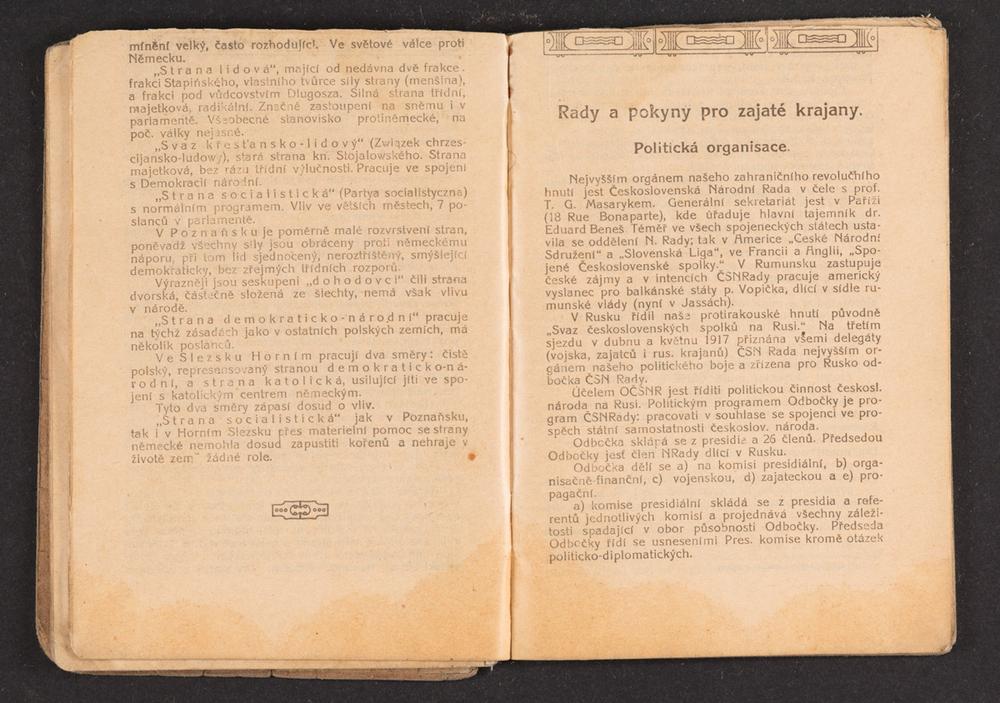 mínění velký, často rozhodující. Ve světové válce proti
Německu.
„Strana lidová", mající od nedávna dvě frakce.
frakci Stapiňského, vlastního tvůrce síly strany (menšina),
a frakci pod vůdcovstvím Dlugosza. Silná strana třídní,
majetková, radikální. Značné zastoupení na sněmu i v
parlamentě. Všeobecné stanovisko protiněmecké, na
poč. války nejasné.
„Svaz křesťansko-lidový" (Związek chrzes-
cijansko-ludowy), stará strana kn. Stojalowského. Strana
majetková, bez rázu třídní výlučnosti. Pracuje ve spojení
s Demokracií národní.
„Strana socialistická" (Partya socialistyczna)
s normálním programem. Vliv ve větších městech, 7 po-
slanců v parlamentě.
V Poznaňsku je poměrně malé rozvrstvení stran,
poněvadž všechny síly jsou obráceny proti německému
náporu, při tom lid sjednocený, neroztříštěný, smýšlející
demokraticky, bez zřejmých třídních rozporů.
Výrazněji jsou seskupeni „dohodovci" čili strana
dvorská, částečně složená ze šlechty, nemá však vlivu
v národě.
„Strana demokraticko-národní" pracuje
na týchž zásadách jako v ostatních polských zemích, má
několik poslanců.
Ve Slezsku Horním pracují dva směry: čistě
polský, representovaný stranou demokraticko-ná-
rodní, a strana katolická, usilující jíti ve spo-
jení s katolickým centrem německým.
Tyto dva směry zápasí dosud o vliv.
„Strana socialistická" jak v Poznaňsku,
tak i v Horním Slezsku přes materielní pomoc se strany
německé nemohla dosud zapustiti kořenů a nehraje v
životě zem žádné role.
Rady a pokyny pro zajaté krajany.
Politická organisace.
Nejvyšším orgánem našeho zahraničního revolučního
hnutí jest Československá Národní Rada v čele s prof.
T. G. Masarykem. Generální sekretariát jest v Paříži
(18 Rue Bonaparte), kde úřaduje hlavní tajemník dr.
Eduard Beneš. Téměř ve všech spojeneckých státech usta-
vila se oddělení N. Rady; tak v Americe „České Národní
Sdružení" a „Slovenská Liga", ve Francii a Anglii, „Spo-
jené Československé spolky." V Rumunsku zastupuje
české zájmy a v intencích ČSNRady pracuje americký
vyslanec pro balkánské státy p. Vopička, dlící v sídle ru-
munské vlády (nyní v Jassách).
V Rusku řídil naše protirakouské hnutí původně
„Svaz československých spolků na Rusi." Na třetím
sjezdu v dubnu a květnu 1917 přiznána všemi delegáty
(vojska, zajatců i rus. krajanů) ČSN Rada nejvyšším or-
gánem našeho politického boje a zřízena pro Rusko od-
bočka ČSN Rady.
Účelem OČSNR jest říditi politickou činnost českosl.
národa na Rusi. Politickým programem Odbočky je pro-
gram ČSNRady: pracovati v souhlase se spojenci ve pro-
spěch státní samostatnosti českoslov. národa.
Odbočka skládá se z presidia a 26 členů. Předsedou
Odbočky jest člen NRady dlící v Rusku.
Odbočka dělí se a) na komisi presidiální, b) orga-
nisačně-finanční, c) vojenskou, d) zajateckou a e) pro-
pagační.
a) komise presidiální skládá se z presidia a refe-
rentů jednotlivých komisí a projednává všechny záleži-
tosti spadající v obor působnosti Odbočky. Předseda
Odbočky řídí se usneseními Pres. komise kromě otázek
politicko-diplomatických.